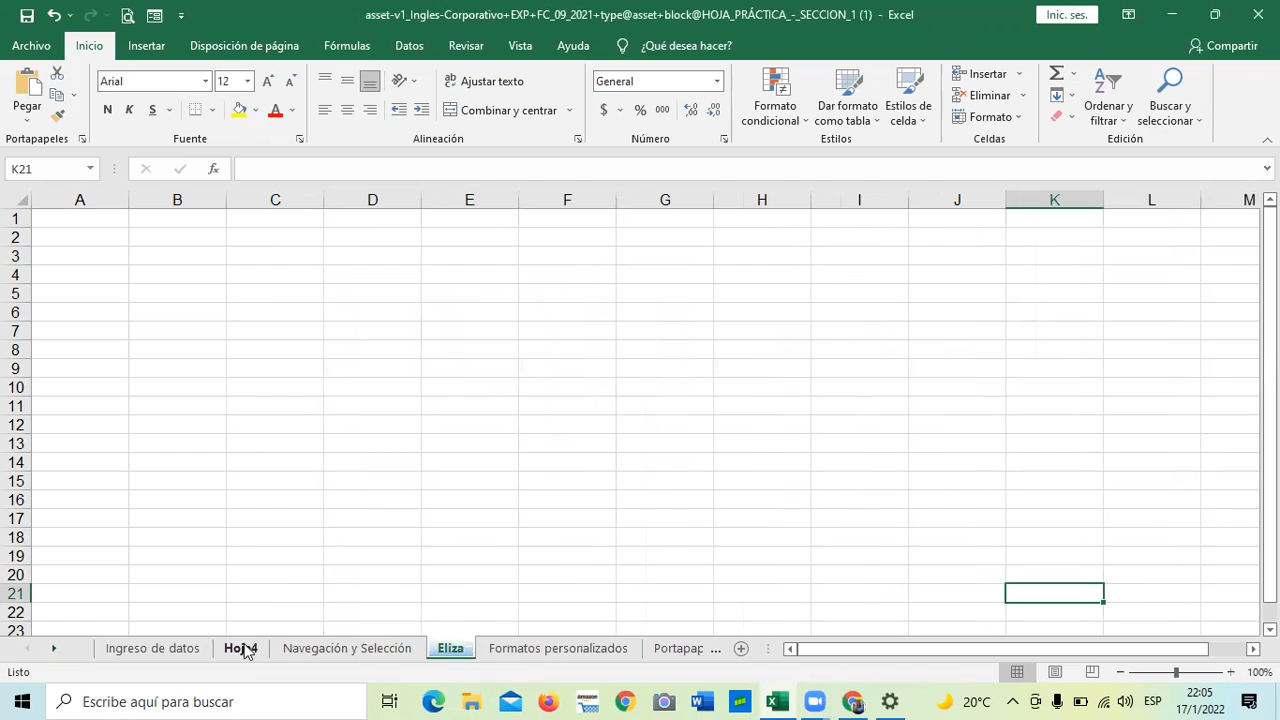 asse-v1_Ingles-Corporativo+EXP+FC_09_2021+type@asset+block@HOJA_PRÁCTICA_-_SECCION_1 (1) - Excel
Inic. ses.
Archivo Inicio Insertar Disposición de página Fórmulas Datos Revisar Vista Ayuda ¿Qué desea hacer? Compartir
Pegar
Arial 12
Ajustar texto
General
Formato condicional
Dar formato como tabla
Estilos de celda
Insertar
Eliminar
Formato
Ordenar y filtrar
Buscar y seleccionar
N K S
Combinar y centrar
$ % 000
Portapapeles Fuente Alineación Número Estilos Celdas Edición
K21 fx
A B C D E F G H I J K L M
1
2
3
4
5
6
7
8
9
10
11
12
13
14
15
16
17
18
19
20
21
22
23
Ingreso de datos Hoja4 Navegación y Selección Eliza Formatos personalizados Portapap ...
Listo 100%
Escribe aquí para buscar
amazon
20°C
ESP
22:05
17/1/2022